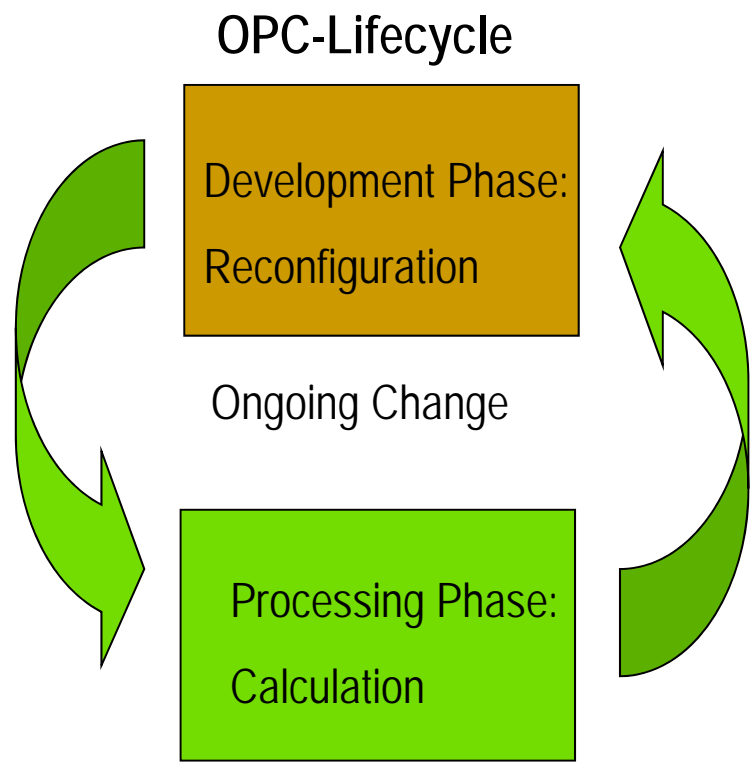 OPC-Lifecycle
Development Phase:
Reconfiguration
Ongoing Change
Processing Phase:
Calculation